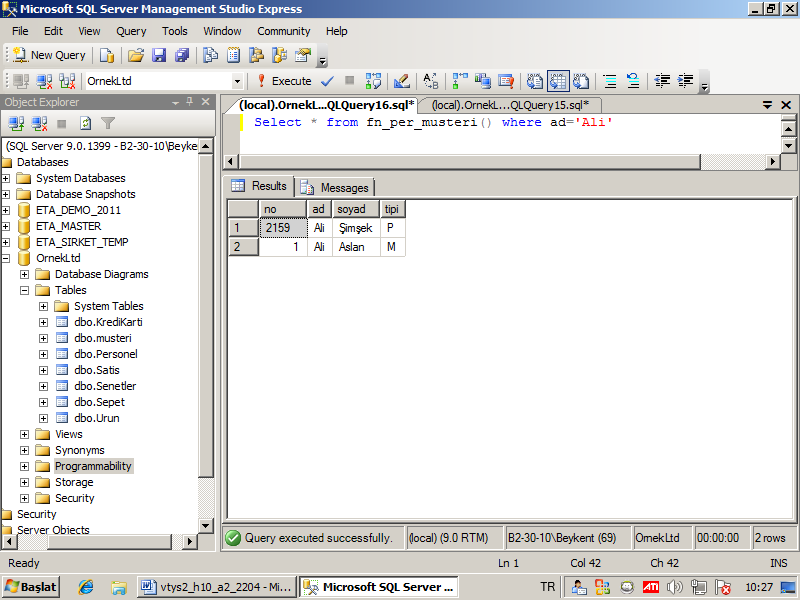 Microsoft SQL Server Management Studio Express
File Edit View Query Tools Window Community Help
New Query
OrnekLtd Execute
Object Explorer
(local).Ornek...QLQuery16.sql* (local).OrnekL...QLQuery15.sql*
Select * from fn_per_musteri() where ad='Ali'
(SQL Server 9.0.1399 - B2-30-10\Beyke
Databases
System Databases
Database Snapshots
ETA_DEMO_2011
ETA_MASTER
ETA_SIRKET_TEMP
OrnekLtd
Database Diagrams
Tables
System Tables
dbo.KrediKarti
dbo.musteri
dbo.Personel
dbo.Satis
dbo.Senetler
dbo.Sepet
dbo.Urun
Views
Synonyms
Programmability
Storage
Security
Security
Server Objects
Results Messages
no ad soyad tipi
1 2159 Ali Şimşek P
2 1 Ali Aslan M
Query executed successfully. (local) (9.0 RTM) B2-30-10\Beykent (69) OrnekLtd 00:00:00 2 rows
Ready Ln 1 Col 42 Ch 42 INS
Başlat vtys2_h10_a2_2204 - Mi... Microsoft SQL Server ... TR ATI 10:27